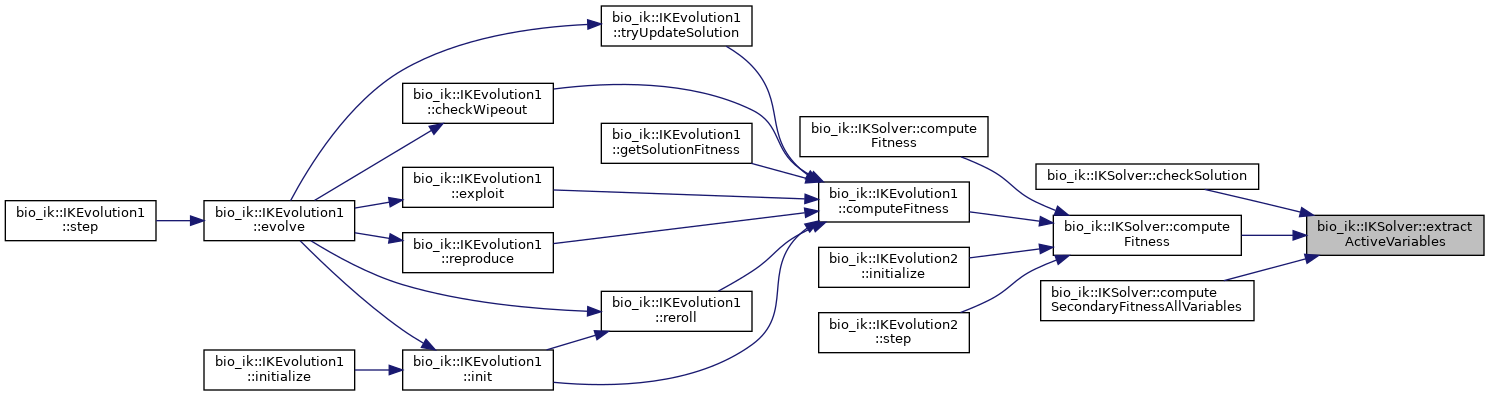 bio_ik::IKEvolution1
::step
bio_ik::IKEvolution1
::evolve
bio_ik::IKEvolution1
::initialize
bio_ik::IKEvolution1
::checkWipeout
bio_ik::IKEvolution1
::exploit
bio_ik::IKEvolution1
::reproduce
bio_ik::IKEvolution1
::init
bio_ik::IKEvolution1
::tryUpdateSolution
bio_ik::IKEvolution1
::getSolutionFitness
bio_ik::IKEvolution1
::reroll
bio_ik::IKSolver::compute
Fitness
bio_ik::IKEvolution1
::computeFitness
bio_ik::IKEvolution2
::initialize
bio_ik::IKEvolution2
::step
bio_ik::IKSolver::checkSolution
bio_ik::IKSolver::compute
Fitness
bio_ik::IKSolver::compute
SecondaryFitnessAllVariables
bio_ik::IKSolver::extract
ActiveVariables